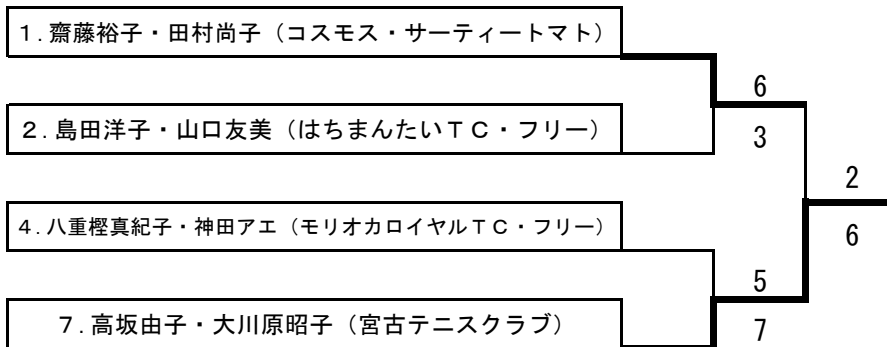 １．齋藤裕子・田村尚子（コスモス・サーティートマト）
6
２．島田洋子・山口友美（はちまんたいＴＣ・フリー）
3
2
４．八重樫真紀子・神田アエ（モリオカロイヤルＴＣ・フリー）
6
5
７．高坂由子・大川原昭子（宮古テニスクラブ）
7